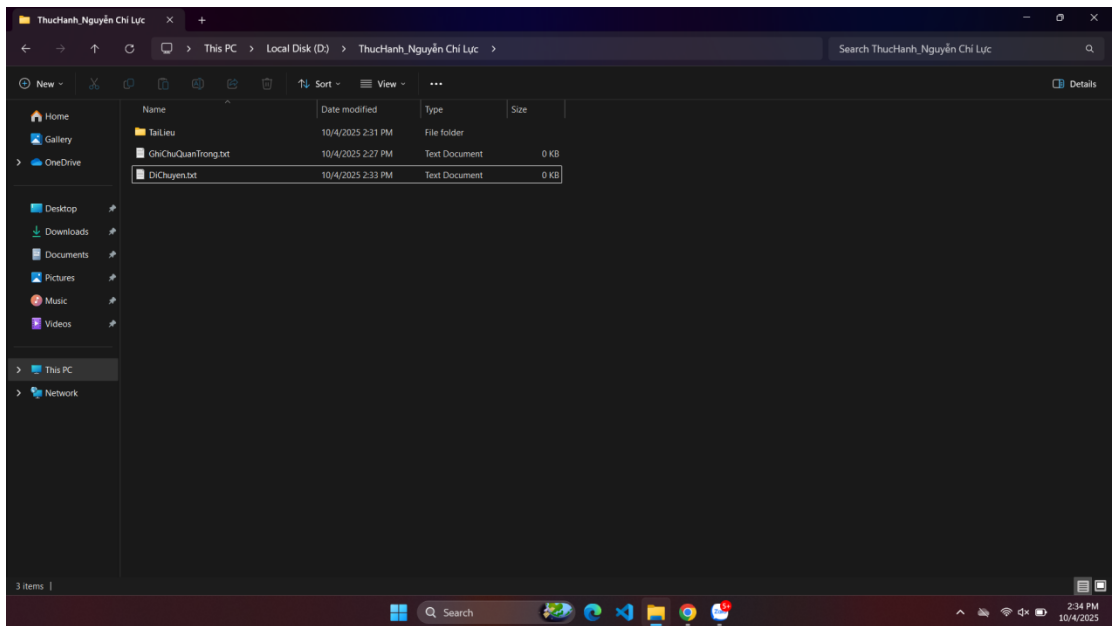 ThucHanh_Nguyễn Chí Lực
This PC > Local Disk (D:) > ThucHanh_Nguyễn Chí Lực >
Search ThucHanh_Nguyễn Chí Lực
New
Sort
View
Details
Name Date modified Type Size
TaiLieu 10/4/2025 2:31 PM File folder
GhiChuQuanTrong.txt 10/4/2025 2:27 PM Text Document 0 KB
DiChuyen.txt 10/4/2025 2:33 PM Text Document 0 KB
Home
Gallery
OneDrive
Desktop
Downloads
Documents
Pictures
Music
Videos
This PC
Network
3 items
Search
5+
2:34 PM
10/4/2025